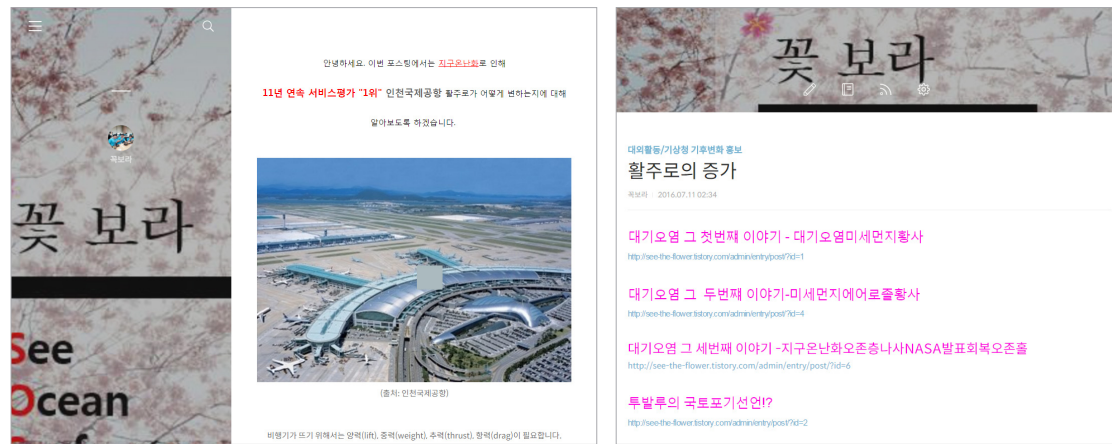 꽃 보라
꼭보라
See
Ocean
안녕하세요. 이번 포스팅에서는 지구온난화로 인해
11년 연속 서비스평가 "1위" 인천국제공항 활주로가 어떻게 변하는지에 대해
알아보도록 하겠습니다.
(출처: 인천국제공항)
비행기가 뜨기 위해서는 양력(lift), 중력(weight), 추력(thrust), 항력(drag)이 필요합니다.
꽃 보라
대외활동/기상청 기후변화 홍보
활주로의 증가
꼭보라 | 2016.07.11 02:34
대기오염 그 첫번째 이야기 - 대기오염미세먼지황사
http://see-the-flower.tistory.com/admin/entry/post/?id=1
대기오염 그 두번째 이야기-미세먼지에어로졸황사
http://see-the-flower.tistory.com/admin/entry/post/?id=4
대기오염 그 세번째 이야기 -지구온난화오존층나사NASA발표회복오존홀
http://see-the-flower.tistory.com/admin/entry/post/?id=6
투발루의 국토포기선언!?
http://see-the-flower.tistory.com/admin/entry/post/?id=2